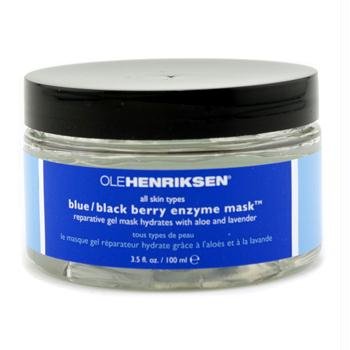 OLEHENRIKSEN®
all skin types
blue/black berry enzyme mask™
reparative gel mask hydrates with aloe and lavender
tous types de peau
le masque gel réparateur hydrate grâce à l'aloès et à la lavande
3.5 fl. oz. / 100 ml ℮